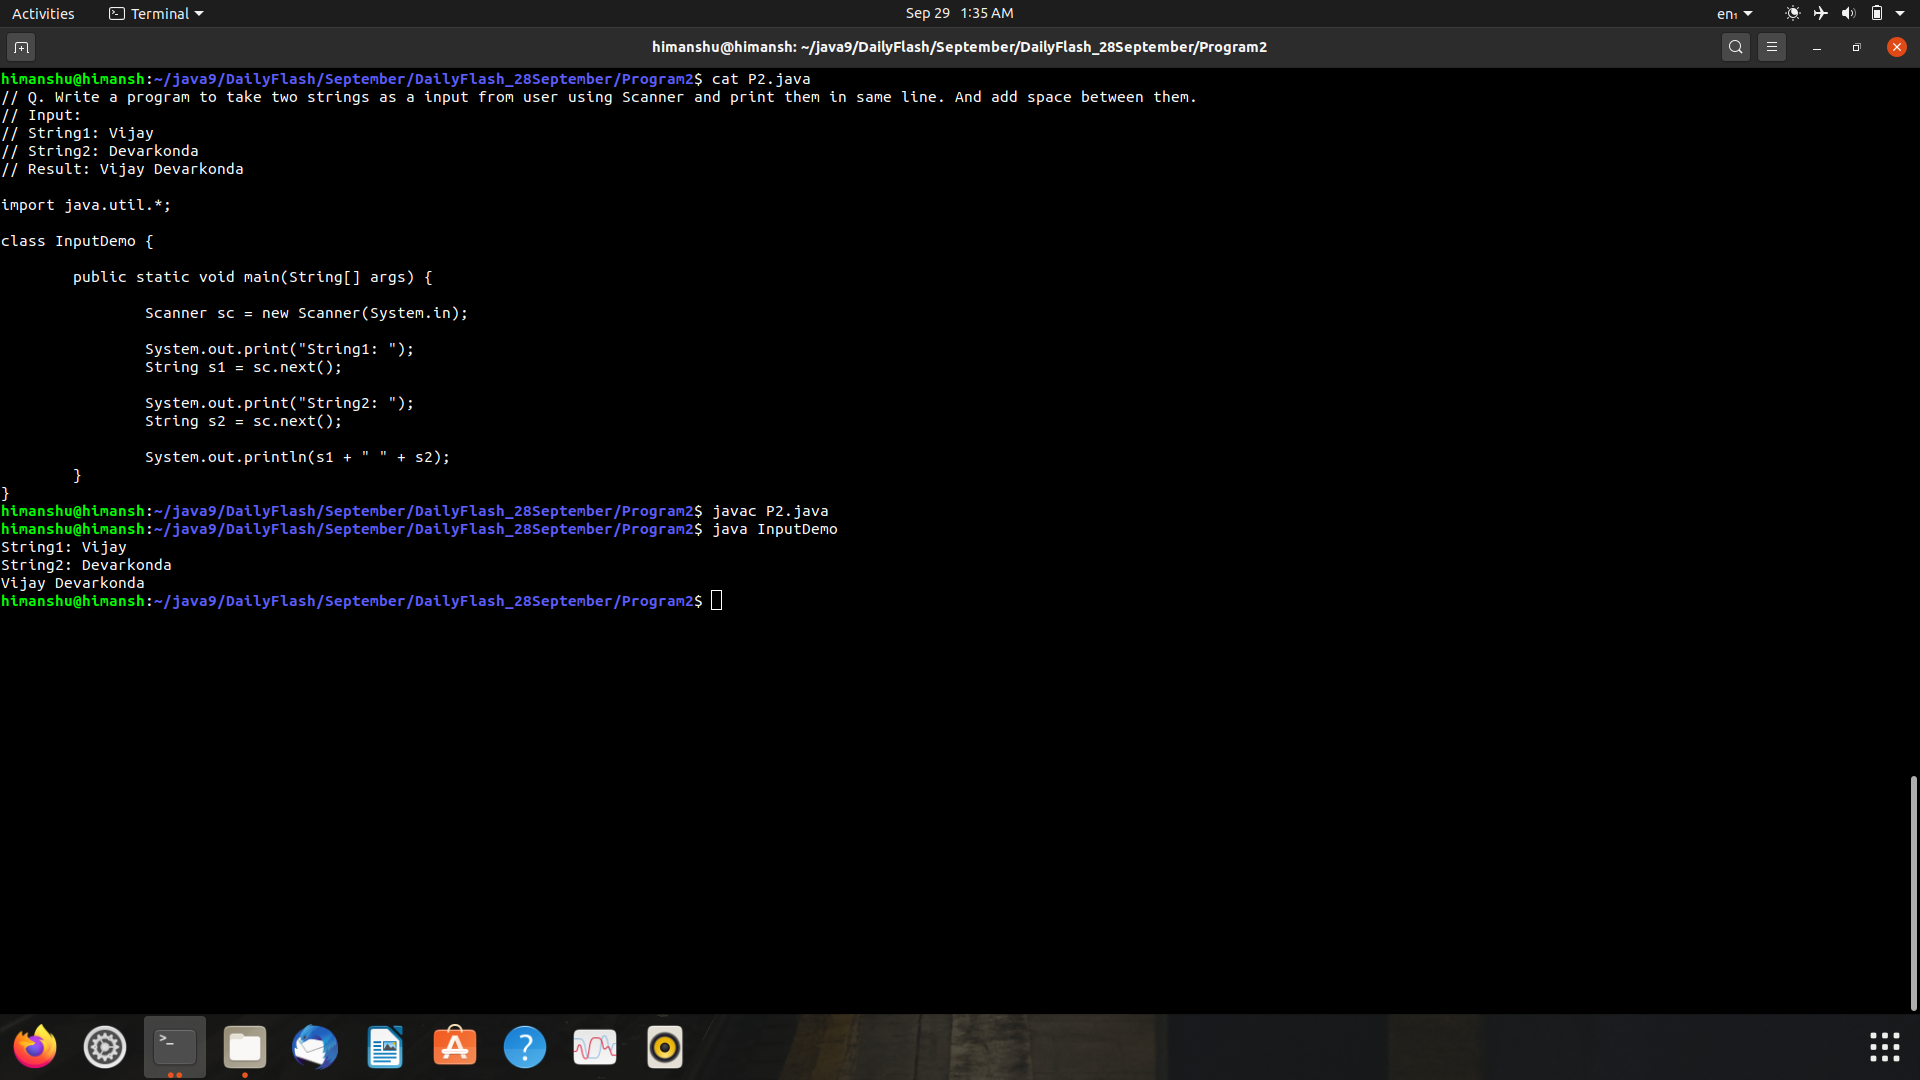 Activities Terminal Sep 29 1:35 AM en₁
himanshu@himansh: ~/java9/DailyFlash/September/DailyFlash_28September/Program2
himanshu@himansh:~/java9/DailyFlash/September/DailyFlash_28September/Program2$ cat P2.java
// Q. Write a program to take two strings as a input from user using Scanner and print them in same line. And add space between them.
// Input:
// String1: Vijay
// String2: Devarkonda
// Result: Vijay Devarkonda
import java.util.*;
class InputDemo {
public static void main(String[] args) {
Scanner sc = new Scanner(System.in);
System.out.print("String1: ");
String s1 = sc.next();
System.out.print("String2: ");
String s2 = sc.next();
System.out.println(s1 + " " + s2);
}
}
himanshu@himansh:~/java9/DailyFlash/September/DailyFlash_28September/Program2$ javac P2.java
himanshu@himansh:~/java9/DailyFlash/September/DailyFlash_28September/Program2$ java InputDemo
String1: Vijay
String2: Devarkonda
Vijay Devarkonda
himanshu@himansh:~/java9/DailyFlash/September/DailyFlash_28September/Program2$